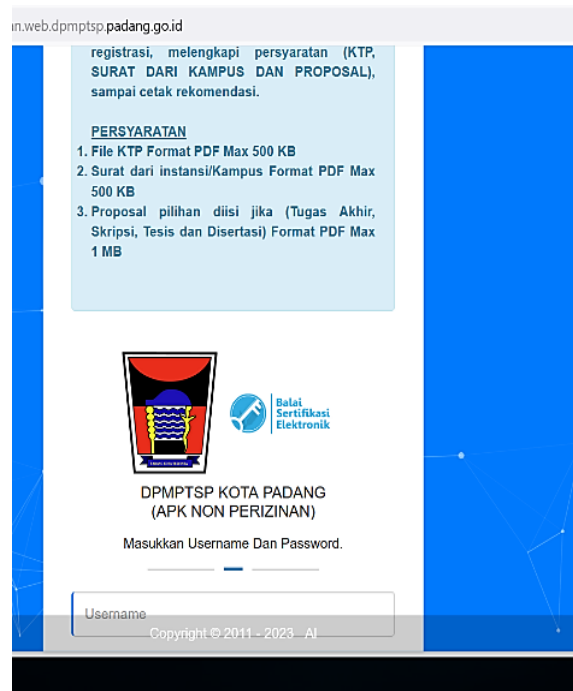 an.web.dpmptsp.padang.go.id
registrasi, melengkapi persyaratan (KTP,
SURAT DARI KAMPUS DAN PROPOSAL),
sampai cetak rekomendasi.
PERSYARATAN
1. File KTP Format PDF Max 500 KB
2. Surat dari instansi/Kampus Format PDF Max
500 KB
3. Proposal pilihan diisi jika (Tugas Akhir,
Skripsi, Tesis dan Disertasi) Format PDF Max
1 MB
Balai
Sertifikasi
Elektronik
DPMPTSP KOTA PADANG
(APK NON PERIZINAN)
Masukkan Username Dan Password.
Username
Copyright © 2011 - 2023 AI